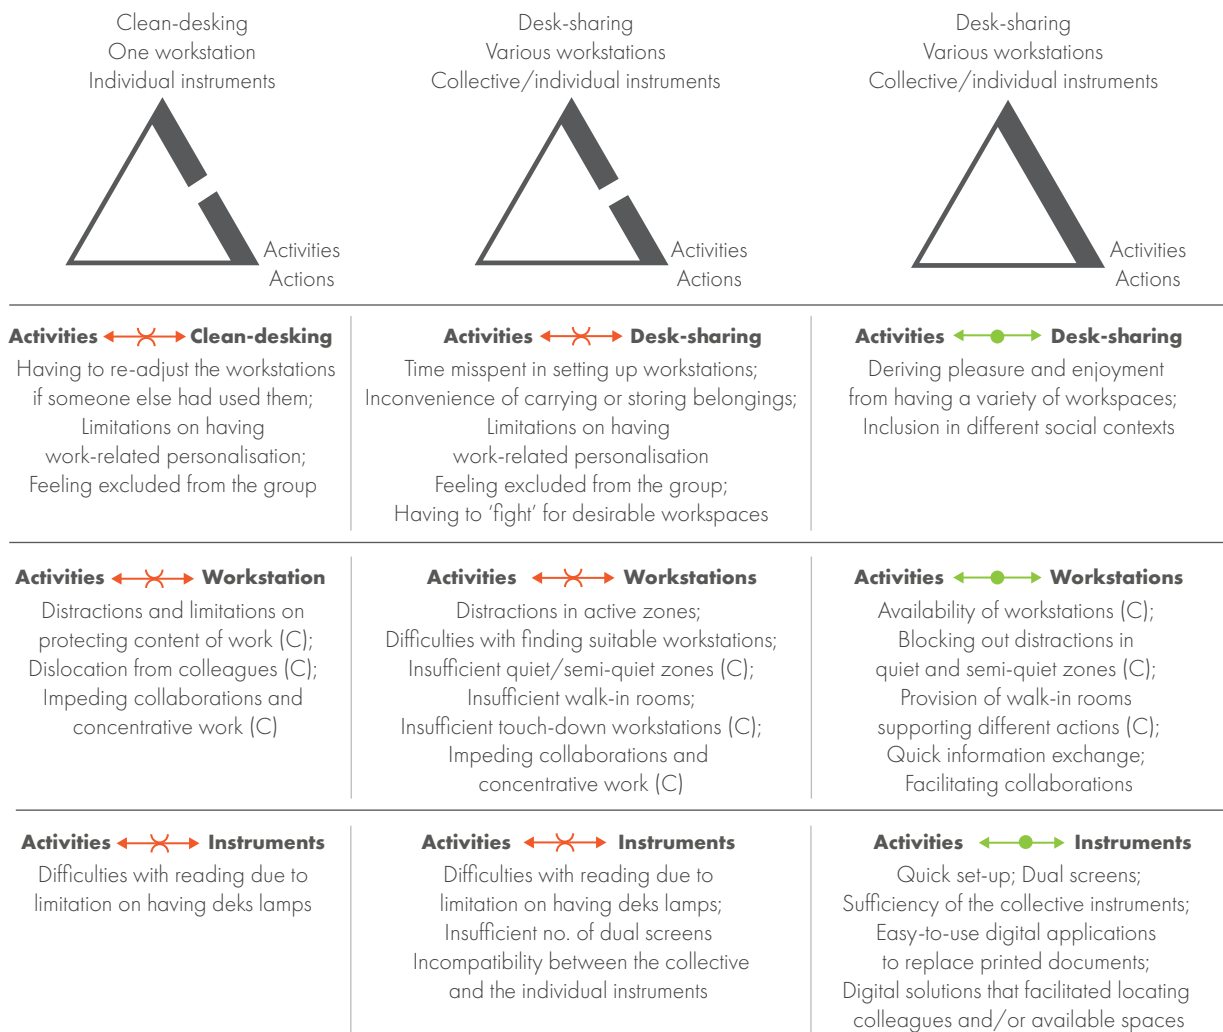 Clean-desking
One workstation
Individual instruments
Desk-sharing
Various workstations
Collective/individual instruments
Desk-sharing
Various workstations
Collective/individual instruments
Activities
Actions
Activities
Actions
Activities
Actions
Activities Clean-desking
Having to re-adjust the workstations
if someone else had used them;
Limitations on having
work-related personalisation;
Feeling excluded from the group
Activities Desk-sharing
Time misspent in setting up workstations;
Inconvenience of carrying or storing belongings;
Limitations on having
work-related personalisation
Feeling excluded from the group;
Having to ‘fight’ for desirable workspaces
Activities Desk-sharing
Deriving pleasure and enjoyment
from having a variety of workspaces;
Inclusion in different social contexts
Activities Workstation
Distractions and limitations on
protecting content of work (C);
Dislocation from colleagues (C);
Impeding collaborations and
concentrative work (C)
Activities Workstations
Distractions in active zones;
Difficulties with finding suitable workstations;
Insufficient quiet/semi-quiet zones (C);
Insufficient walk-in rooms;
Insufficient touch-down workstations (C);
Impeding collaborations and
concentrative work (C)
Activities Workstations
Availability of workstations (C);
Blocking out distractions in
quiet and semi-quiet zones (C);
Provision of walk-in rooms
supporting different actions (C);
Quick information exchange;
Facilitating collaborations
Activities Instruments
Difficulties with reading due to
limitation on having deks lamps
Activities Instruments
Difficulties with reading due to
limitation on having deks lamps;
Insufficient no. of dual screens
Incompatibility between the collective
and the individual instruments
Activities Instruments
Quick set-up; Dual screens;
Sufficiency of the collective instruments;
Easy-to-use digital applications
to replace printed documents;
Digital solutions that facilitated locating
colleagues and/or available spaces